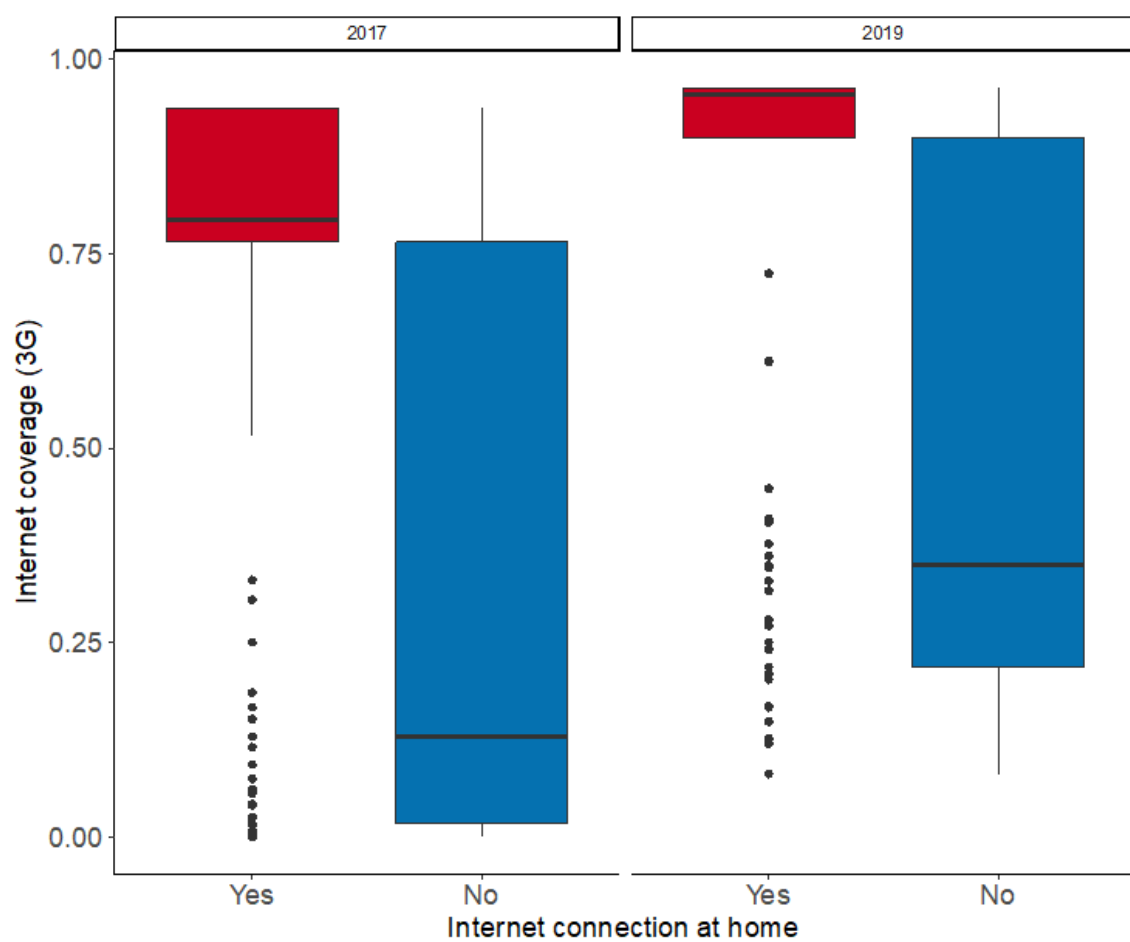 2017
2019
1.00
0.75
0.50
0.25
0.00
Internet coverage (3G)
Yes
No
Yes
No
Internet connection at home